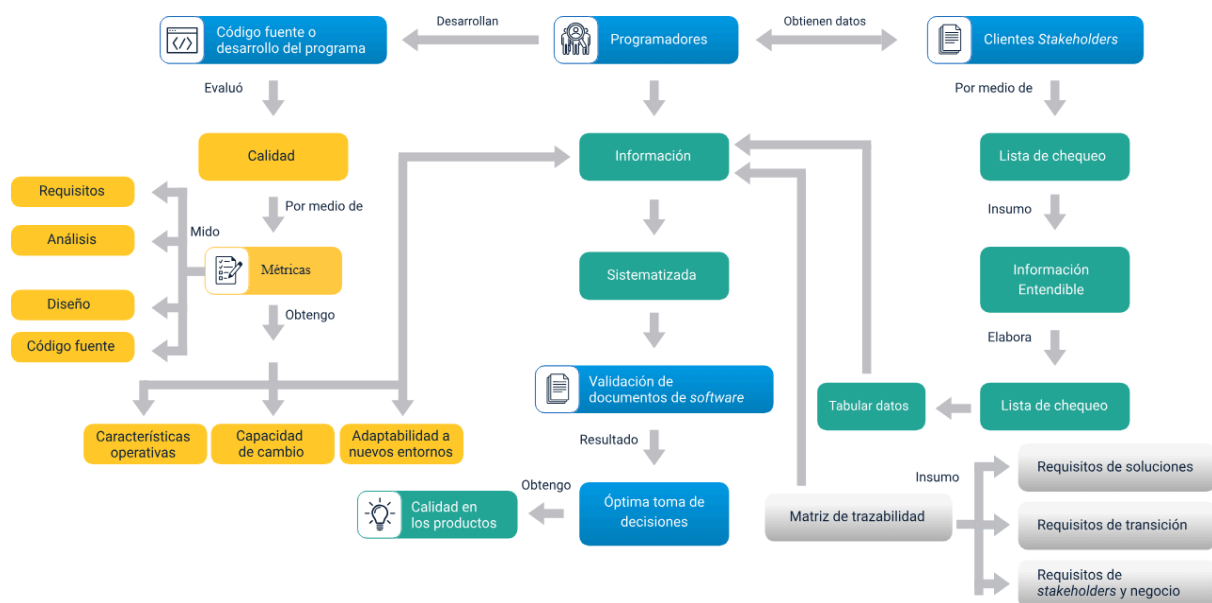 Código fuente o
desarrollo del programa
Desarrollan
Programadores
Obtienen datos
Clientes Stakeholders
Evaluó
Por medio de
Calidad
Información
Lista de chequeo
Requisitos
Por medio de
Insumo
Mido
Análisis
Métricas
Sistematizada
Información
Entendible
Diseño
Obtengo
Código fuente
Elabora
Validación de
documentos de software
Tabular datos
Lista de chequeo
Características
operativas
Capacidad
de cambio
Adaptabilidad a
nuevos entornos
Resultado
Requisitos de soluciones
Insumo
Obtengo
Calidad en
los productos
Óptima toma de
decisiones
Matriz de trazabilidad
Requisitos de transición
Requisitos de
stakeholders y negocio